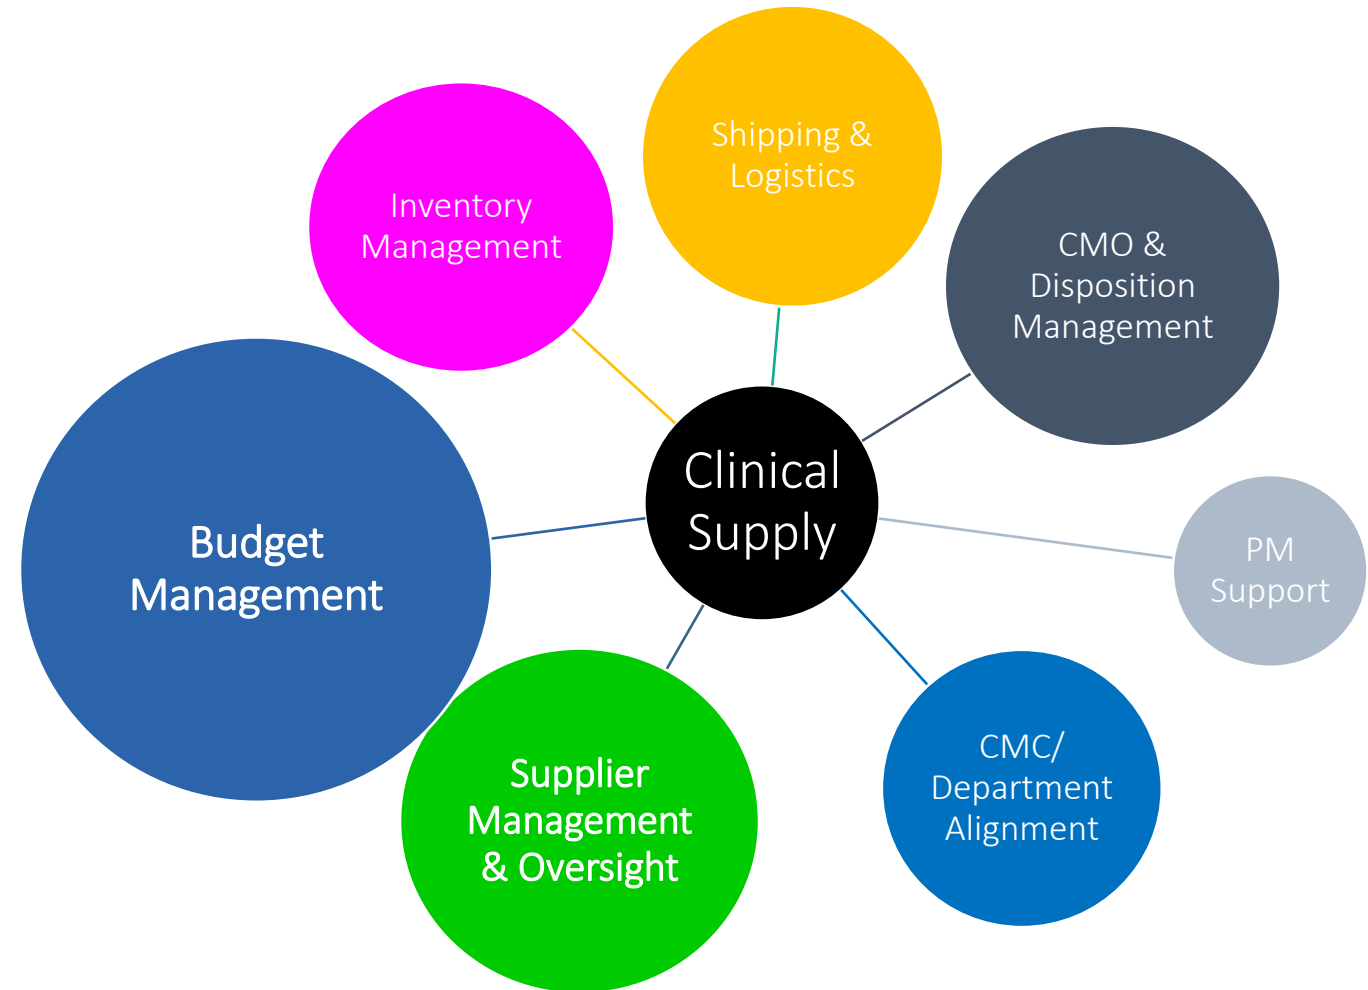 Shipping &
Logistics
Inventory
Management
CMO &
Disposition
Management
Clinical
Supply
Budget
Management
PM
Support
Supplier
Management
& Oversight
CMC/
Department
Alignment